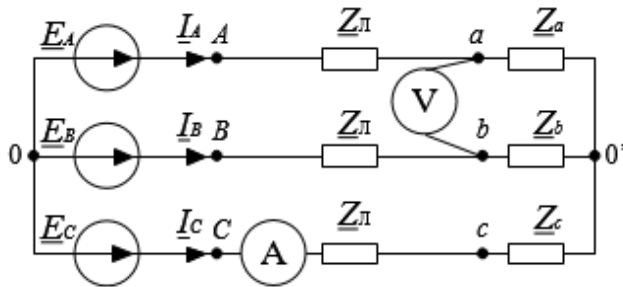 E_A I_A A Z_Л a Z_a
V
E_B I_B B Z_Л b Z_b
0 0'
E_C I_C C A Z_Л c Z_c